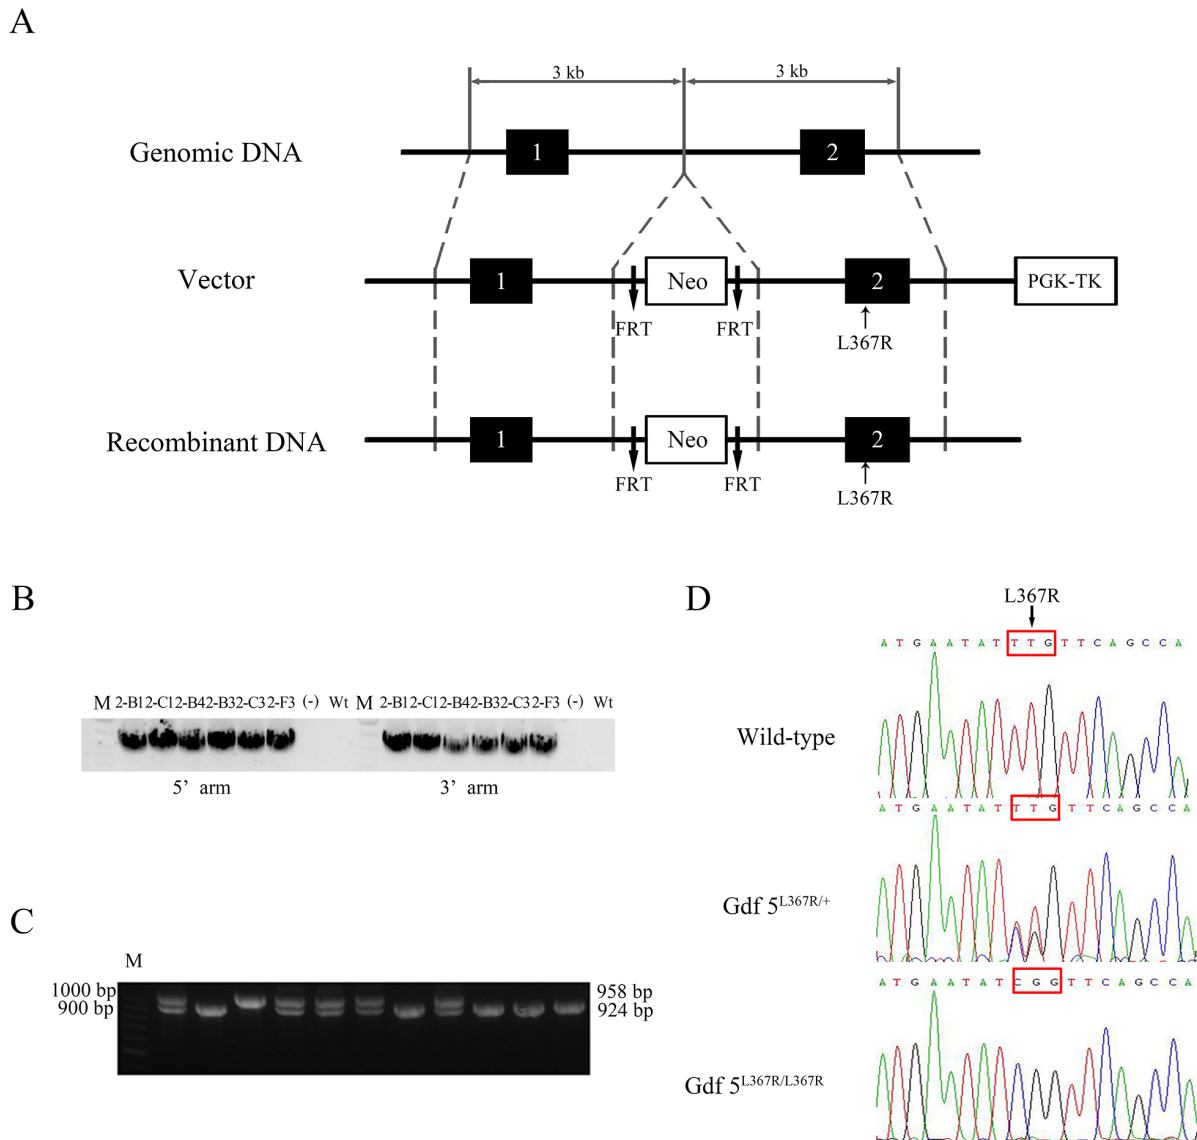 A
3 kb 3 kb
Genomic DNA 1 2
Vector 1 Neo 2 PGK-TK
FRT FRT
L367R
Recombinant DNA 1 Neo 2
FRT FRT
L367R
B
M 2-B12-C12-B42-B32-C32-F3 (-) Wt M 2-B12-C12-B42-B32-C32-F3 (-) Wt
5’ arm 3’ arm
C
M
1000 bp 958 bp
900 bp 924 bp
D
L367R
A T G A A T A T T T G T T C A G C C A
Wild-type
A T G A A T A T T T G T T C A G C C A
Gdf 5L367R/+
A T G A A T A T C G G T T C A G C C A
Gdf 5L367R/L367R